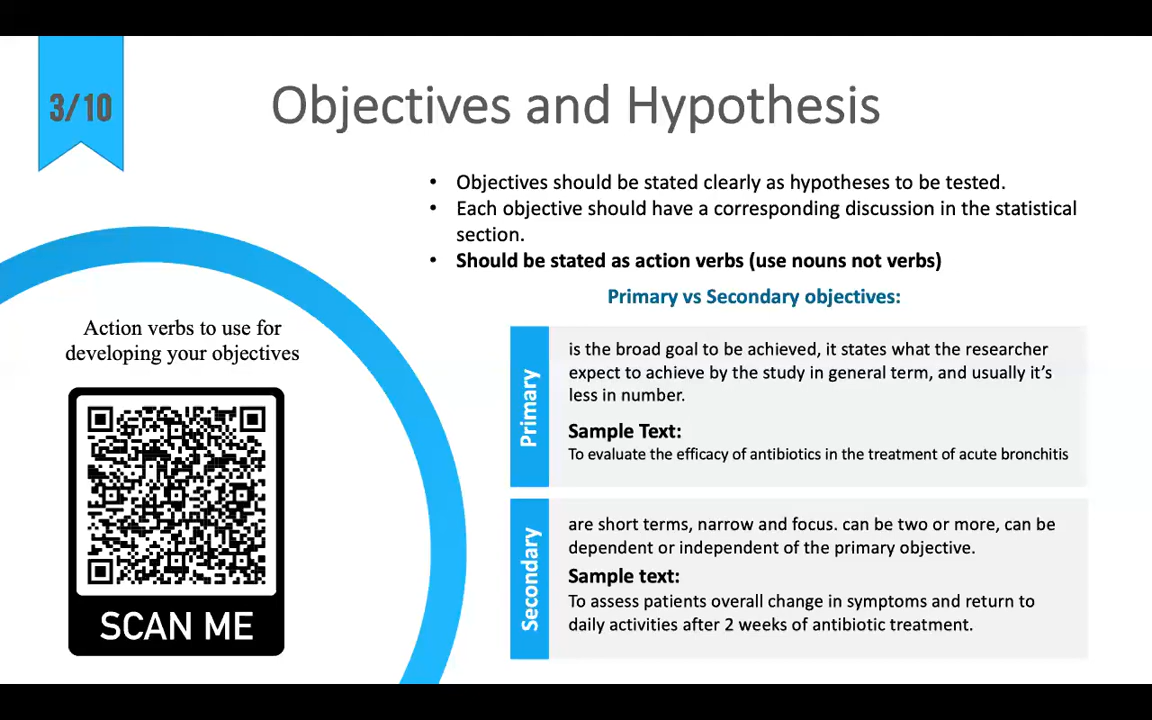 3/10
Objectives and Hypothesis
• Objectives should be stated clearly as hypotheses to be tested.
• Each objective should have a corresponding discussion in the statistical
section.
• Should be stated as action verbs (use nouns not verbs)
Primary vs Secondary objectives:
Action verbs to use for
developing your objectives
SCAN ME
Primary
is the broad goal to be achieved, it states what the researcher
expect to achieve by the study in general term, and usually it's
less in number.
Sample Text:
To evaluate the efficacy of antibiotics in the treatment of acute bronchitis
Secondary
are short terms, narrow and focus. can be two or more, can be
dependent or independent of the primary objective.
Sample text:
To assess patients overall change in symptoms and return to
daily activities after 2 weeks of antibiotic treatment.